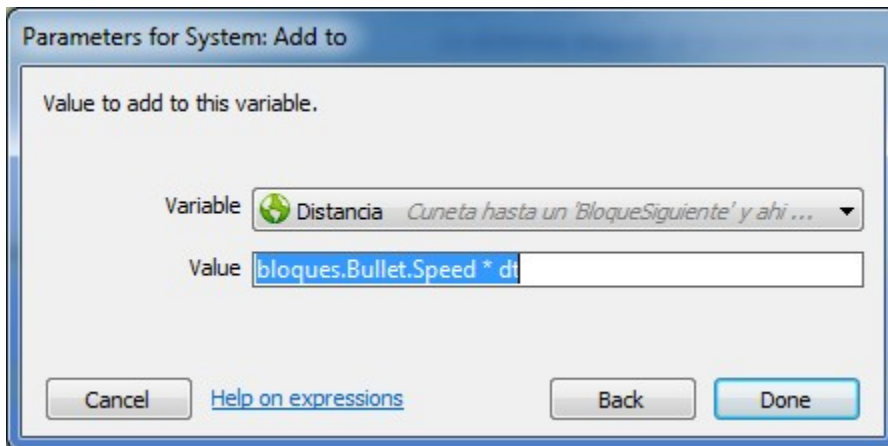 Parameters for System: Add to
Value to add to this variable.
Variable Distancia Cuneta hasta un 'BloqueSiguiente' y ahi ...
Value bloques.Bullet.Speed * dt
Cancel Help on expressions Back Done